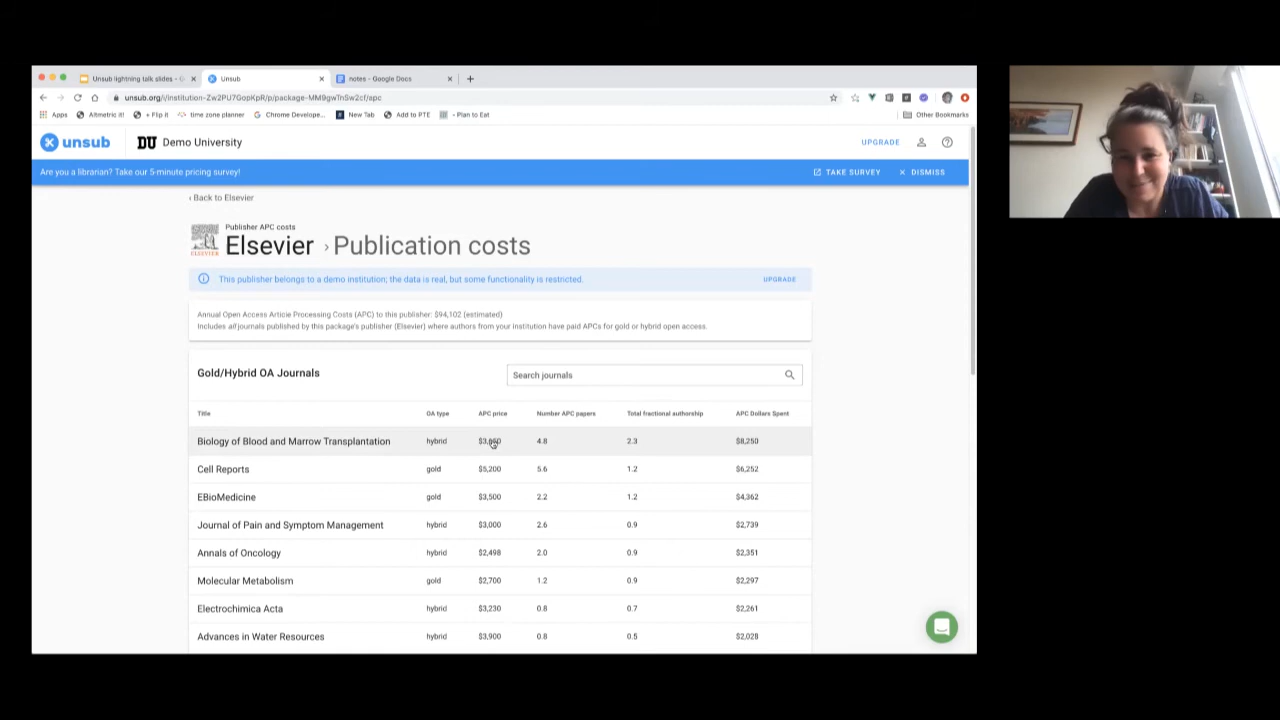 Unsub lightning talk slides -
Unsub
notes - Google Docs
unsub.org/i/institution-Zw2PU7GopKpR/p/package-MM9gwTnSw2cf/apc
Apps
Altmetric it!
+ Flip it
time zone planner
Chrome Develope...
New Tab
Add to PTE
- Plan to Eat
Other Bookmarks
unsub
DU Demo University
UPGRADE
Are you a librarian? Take our 5-minute pricing survey!
TAKE SURVEY
DISMISS
‹ Back to Elsevier
Publisher APC costs
ELSEVIER
Elsevier › Publication costs
This publisher belongs to a demo institution; the data is real, but some functionality is restricted.
UPGRADE
Annual Open Access Article Processing Costs (APC) to this publisher: $94,102 (estimated)
Includes all journals published by this package's publisher (Elsevier) where authors from your institution have paid APCs for gold or hybrid open access.
Gold/Hybrid OA Journals
Search journals
Title OA type APC price Number APC papers Total fractional authorship APC Dollars Spent
Biology of Blood and Marrow Transplantation hybrid 4.8 2.3 $8,250
Cell Reports gold $5,200 5.6 1.2 $6,252
EBioMedicine gold $3,500 2.2 1.2 $4,362
Journal of Pain and Symptom Management hybrid $3,000 2.6 0.9 $2,739
Annals of Oncology hybrid $2,498 2.0 0.9 $2,351
Molecular Metabolism gold $2,700 1.2 0.9 $2,297
Electrochimica Acta hybrid $3,230 0.8 0.7 $2,261
Advances in Water Resources hybrid $3,900 0.8 0.5 $2,028